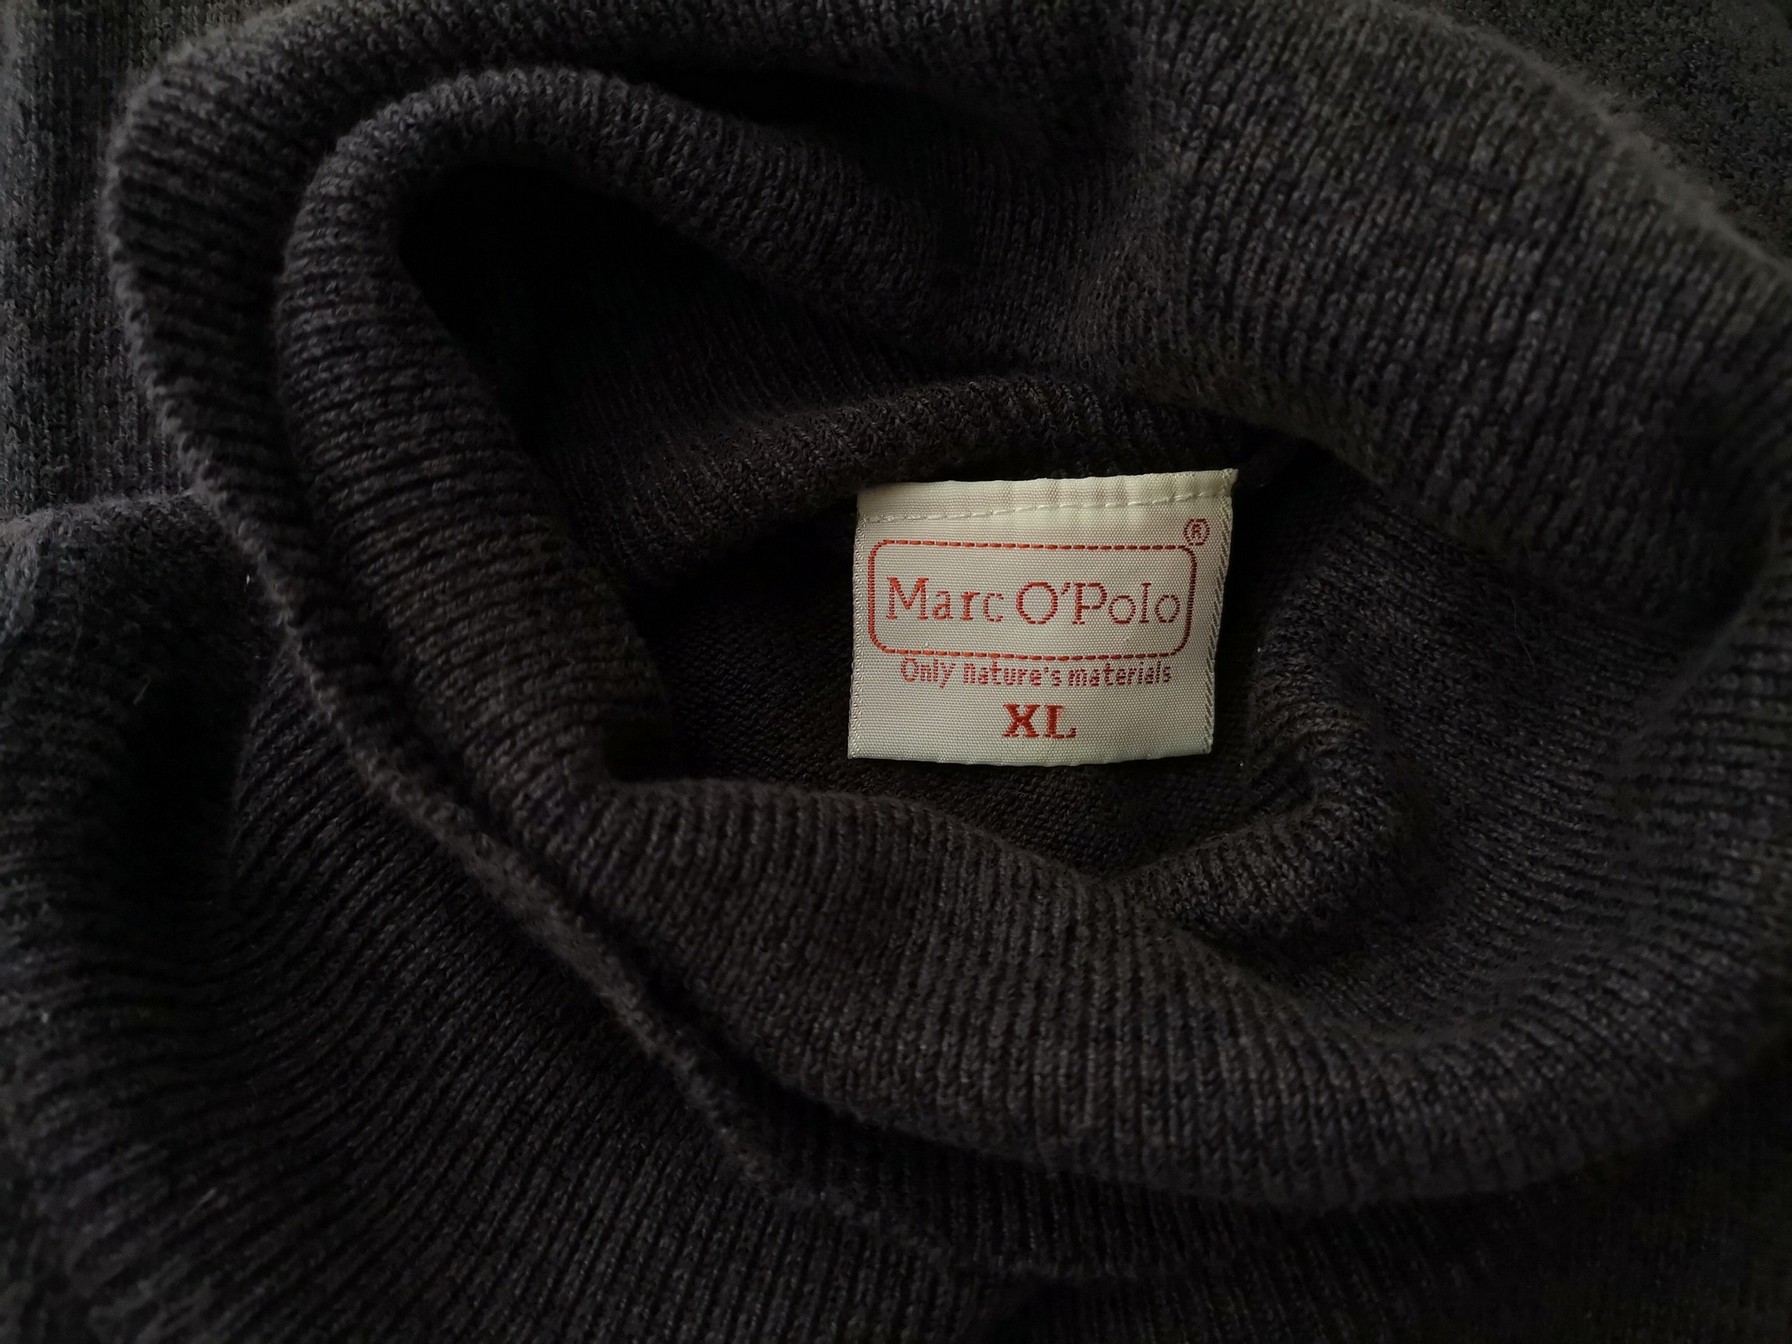 ®
Marc O'Polo
Only nature's materials
XL